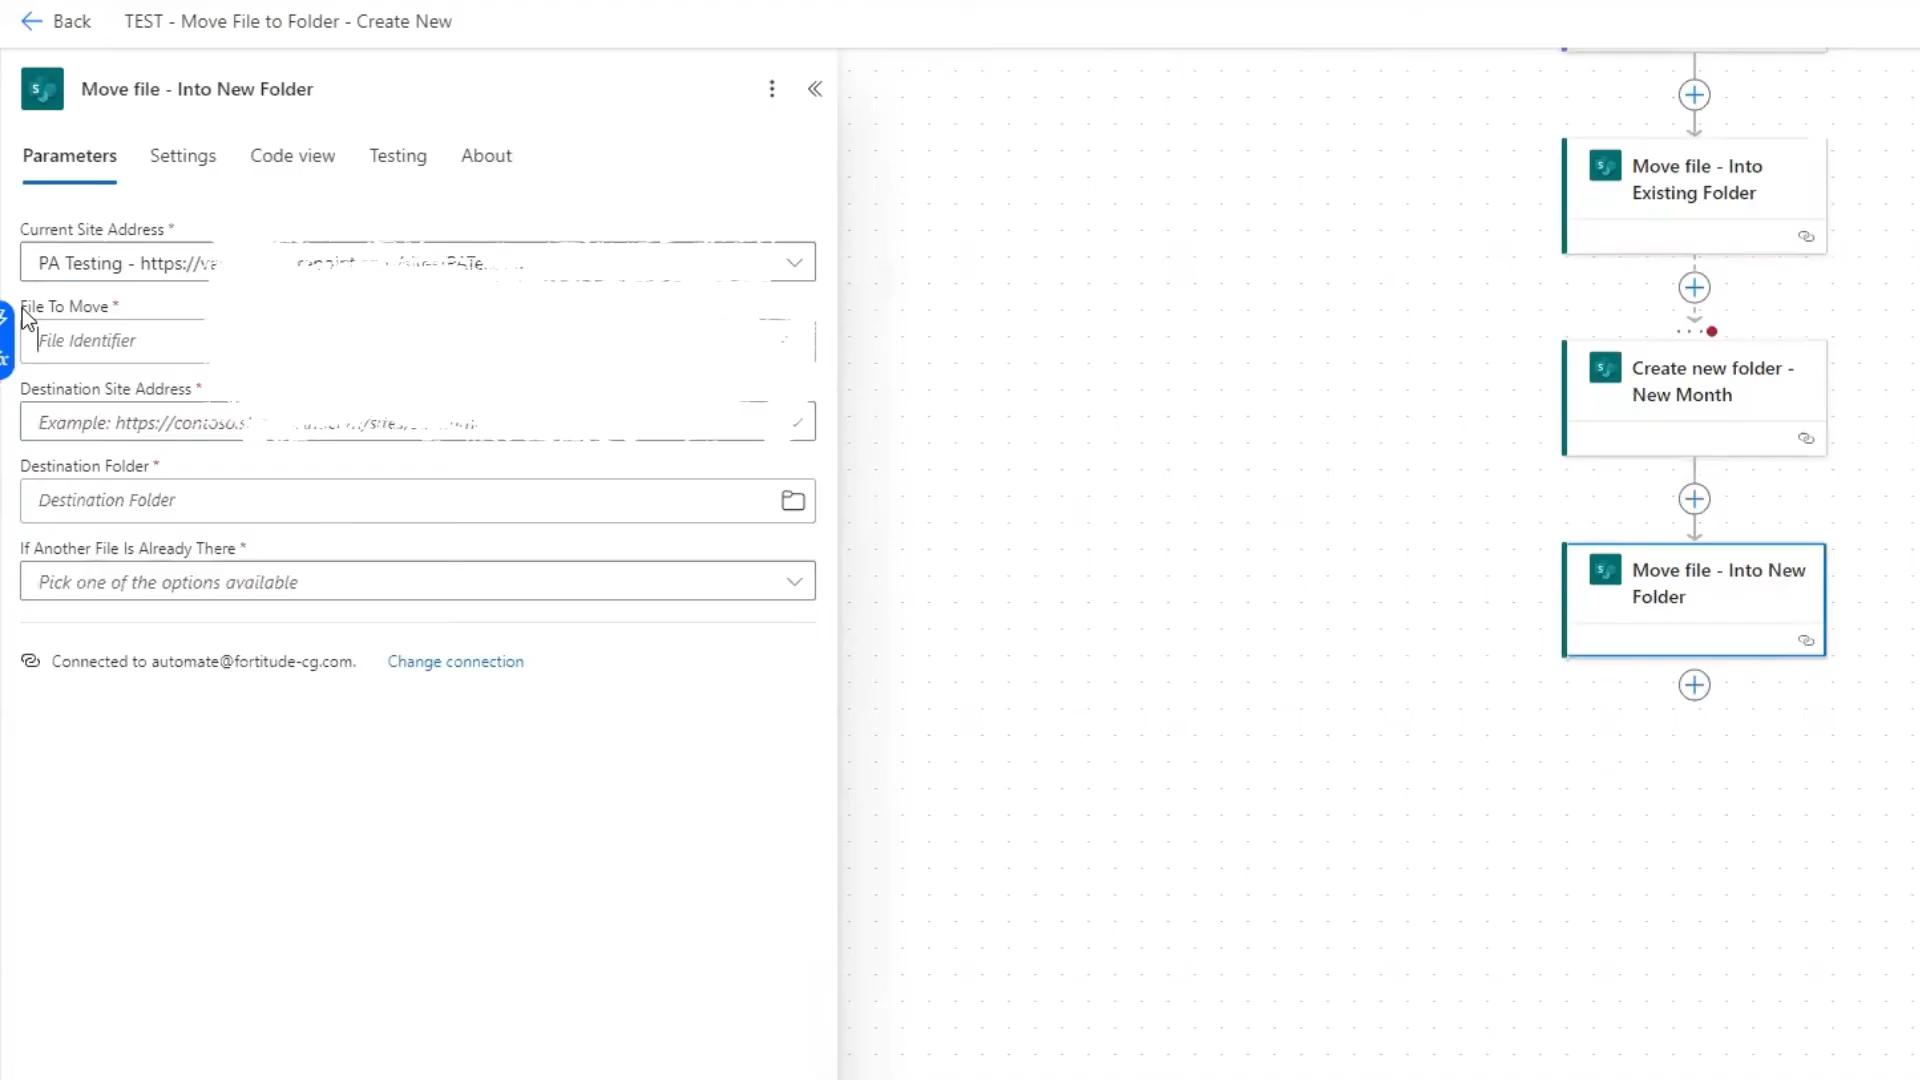 Back TEST - Move File to Folder - Create New
Move file - Into New Folder
Parameters Settings Code view Testing About
Current Site Address *
PA Testing - https://
File To Move *
File Identifier
Destination Site Address *
Example: https://contoso.s
Destination Folder *
Destination Folder
If Another File Is Already There *
Pick one of the options available
Connected to automate@fortitude-cg.com. Change connection
Move file - Into
Existing Folder
Create new folder -
New Month
Move file - Into New
Folder